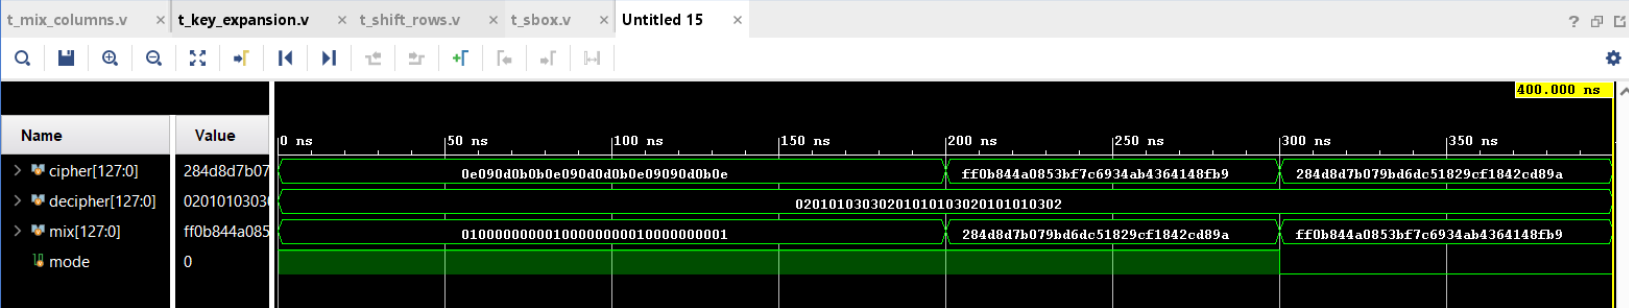 t_mix_columns.v × t_key_expansion.v × t_shift_rows.v × t_sbox.v × Untitled 15 ×
400.000 ns
Name Value 0 ns 50 ns 100 ns 150 ns 200 ns 250 ns 300 ns 350 ns
cipher[127:0] 284d8d7b07 0e090d0b0b0e090d0d0b0e09090d0b0e ff0b844a0853bf7c6934ab4364148fb9 284d8d7b079bd6dc51829cf1842cd89a
decipher[127:0] 0201010303 02010103030201010103020101010302
mix[127:0] ff0b844a085 01000000000100000000010000000001 284d8d7b079bd6dc51829cf1842cd89a ff0b844a0853bf7c6934ab4364148fb9
mode 0